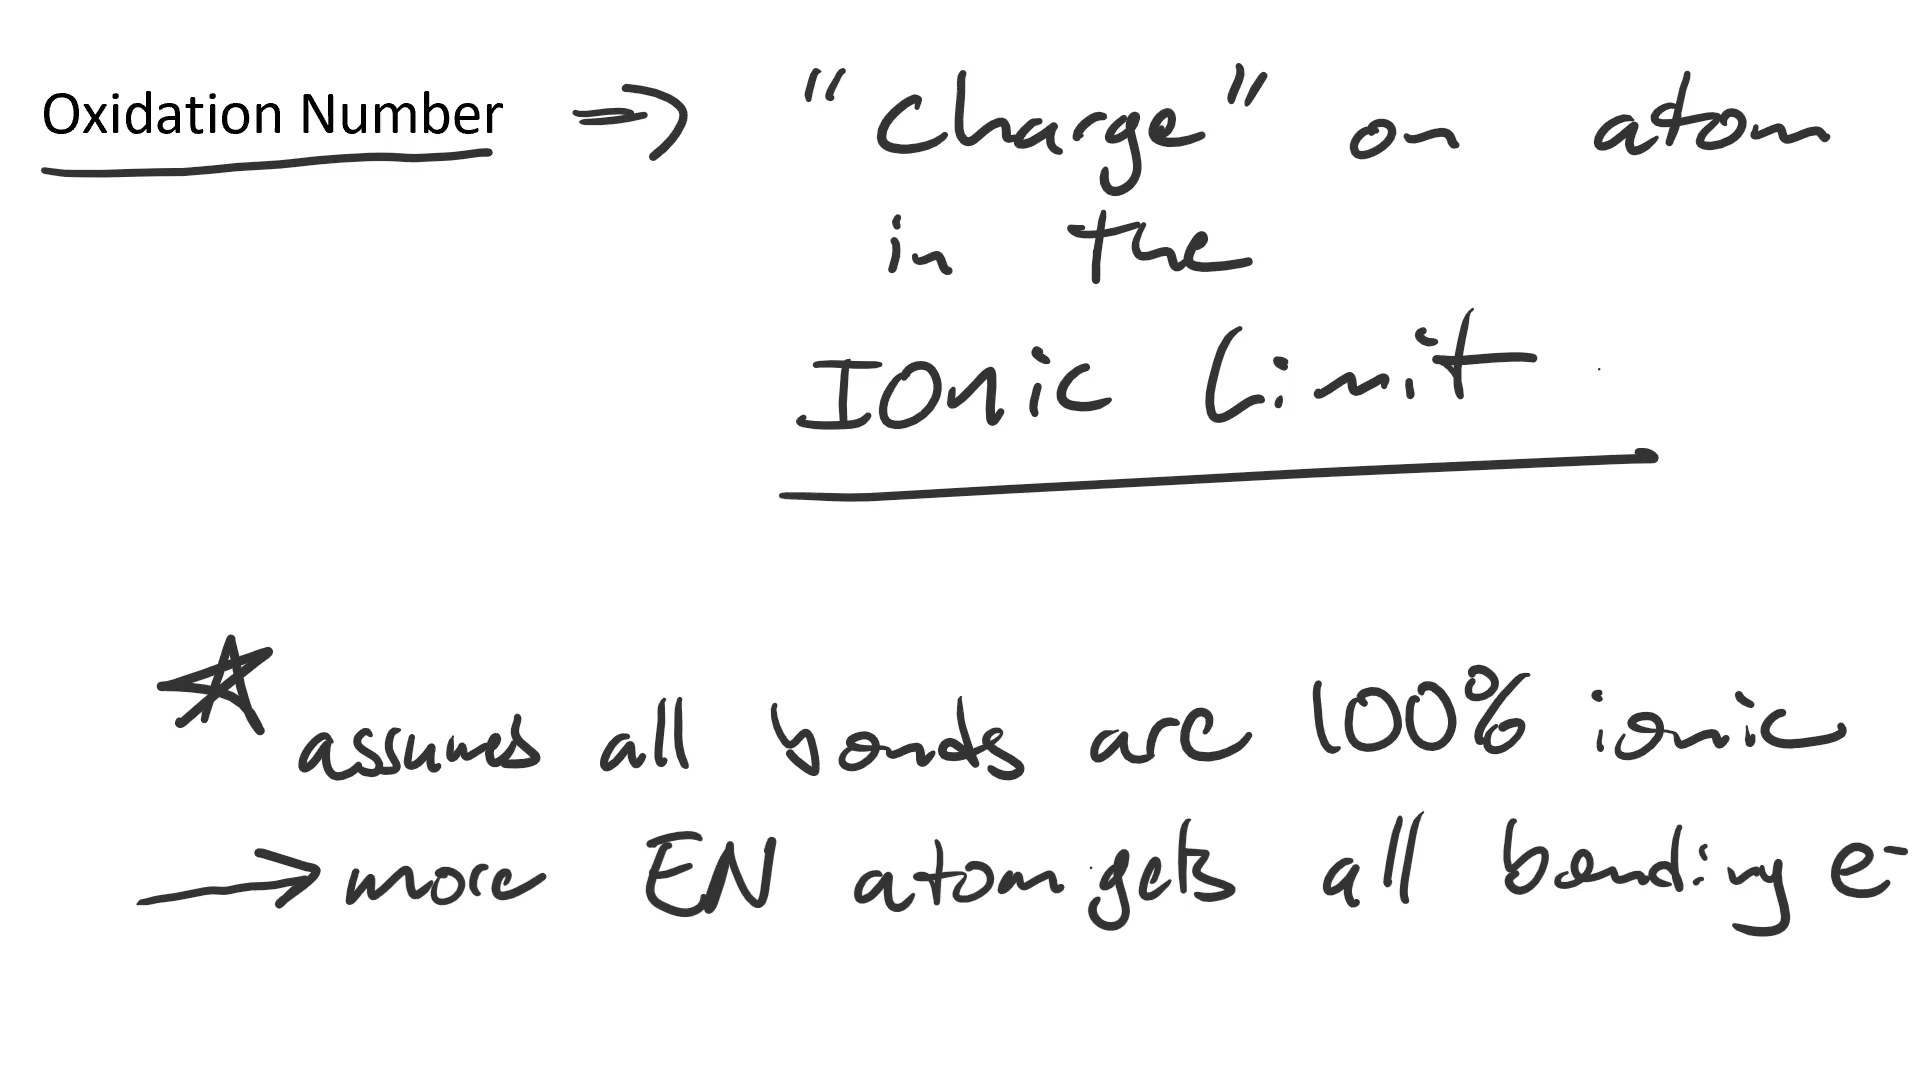 Oxidation Number ⇒ "charge" on atom
in the
Ionic Limit
☆ assumes all bonds are 100% ionic
→ more EN atom gets all bonding e⁻